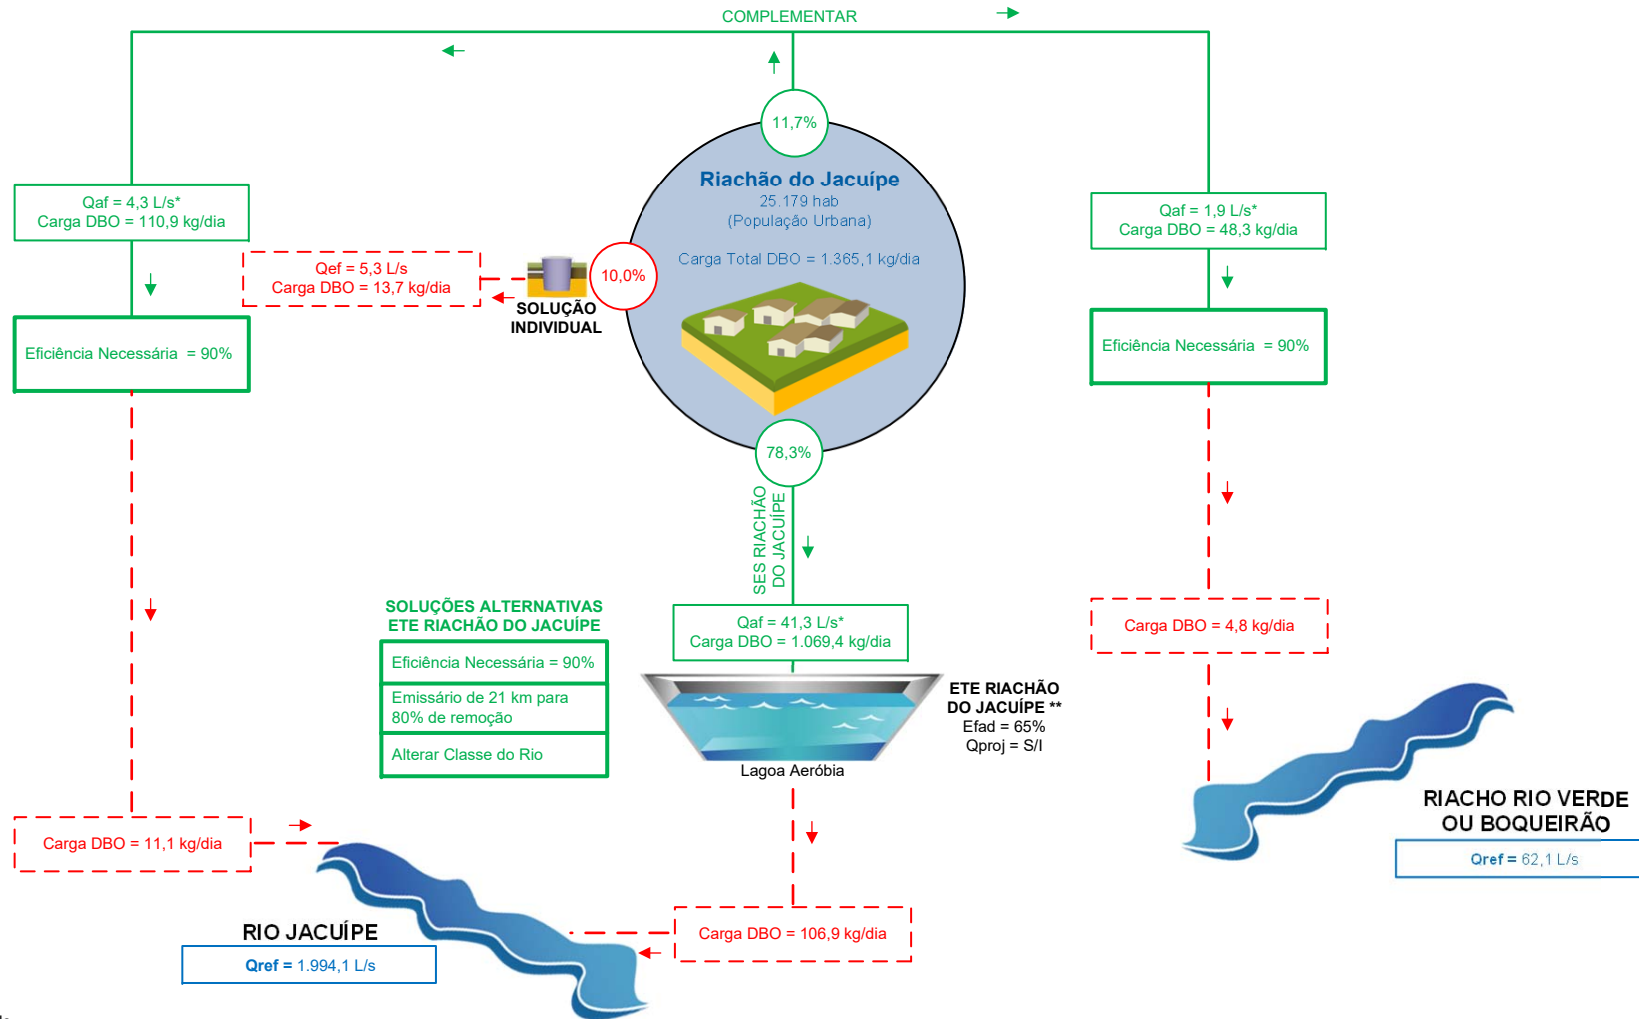 COMPLEMENTAR
11,7%
Riachão do Jacuípe
25.179 hab
(População Urbana)
Carga Total DBO = 1.365,1 kg/dia
Qaf = 4,3 L/s*
Carga DBO = 110,9 kg/dia
Qaf = 1,9 L/s*
Carga DBO = 48,3 kg/dia
Qef = 5,3 L/s
Carga DBO = 13,7 kg/dia
10,0%
SOLUÇÃO
INDIVIDUAL
Eficiência Necessária = 90%
Eficiência Necessária = 90%
78,3%
SES RIACHÃO
DO JACUÍPE
SOLUÇÕES ALTERNATIVAS
ETE RIACHÃO DO JACUÍPE
Eficiência Necessária = 90%
Emissário de 21 km para
80% de remoção
Alterar Classe do Rio
Qaf = 41,3 L/s*
Carga DBO = 1.069,4 kg/dia
Carga DBO = 4,8 kg/dia
ETE RIACHÃO
DO JACUÍPE **
Efad = 65%
Qproj = S/I
Lagoa Aeróbia
RIACHO RIO VERDE
OU BOQUEIRÃO
Qref = 62,1 L/s
Carga DBO = 11,1 kg/dia
Carga DBO = 106,9 kg/dia
RIO JACUÍPE
Qref = 1.994,1 L/s